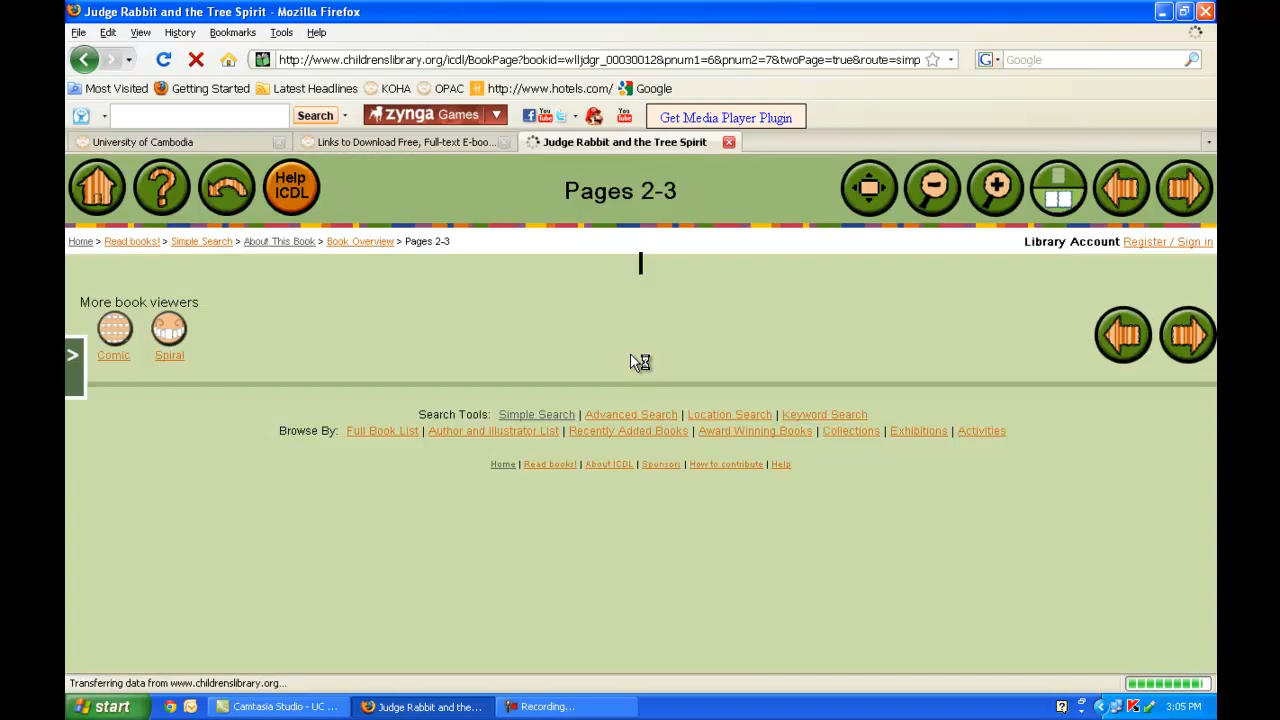 Judge Rabbit and the Tree Spirit - Mozilla Firefox
File Edit View History Bookmarks Tools Help
http://www.childrenslibrary.org/icdl/BookPage?bookid=wlljdgr_00030012&pnum1=6&pnum2=7&twoPage=true&route=simp
Google
Most Visited Getting Started Latest Headlines KOHA OPAC http://www.hotels.com/ Google
Search zynga Games You Tube You Tube Get Media Player Plugin
University of Cambodia Links to Download Free, Full-text E-boo... Judge Rabbit and the Tree Spirit
Help ICDL
Pages 2-3
Home > Read books! > Simple Search > About This Book > Book Overview > Pages 2-3
Library Account Register / Sign in
More book viewers
Comic Spiral
>
Search Tools: Simple Search | Advanced Search | Location Search | Keyword Search
Browse By: Full Book List | Author and Illustrator List | Recently Added Books | Award Winning Books | Collections | Exhibitions | Activities
Home | Read books! | About ICDL | Sponsors | How to contribute | Help
Transferring data from www.childrenslibrary.org...
start Camtasia Studio - UC ... Judge Rabbit and the... Recording... 3:05 PM